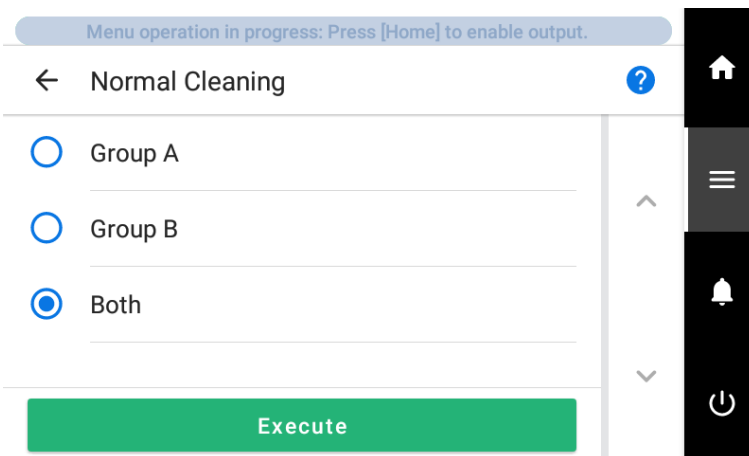 Menu operation in progress: Press [Home] to enable output.
Normal Cleaning
?
Group A
Group B
Both
Execute